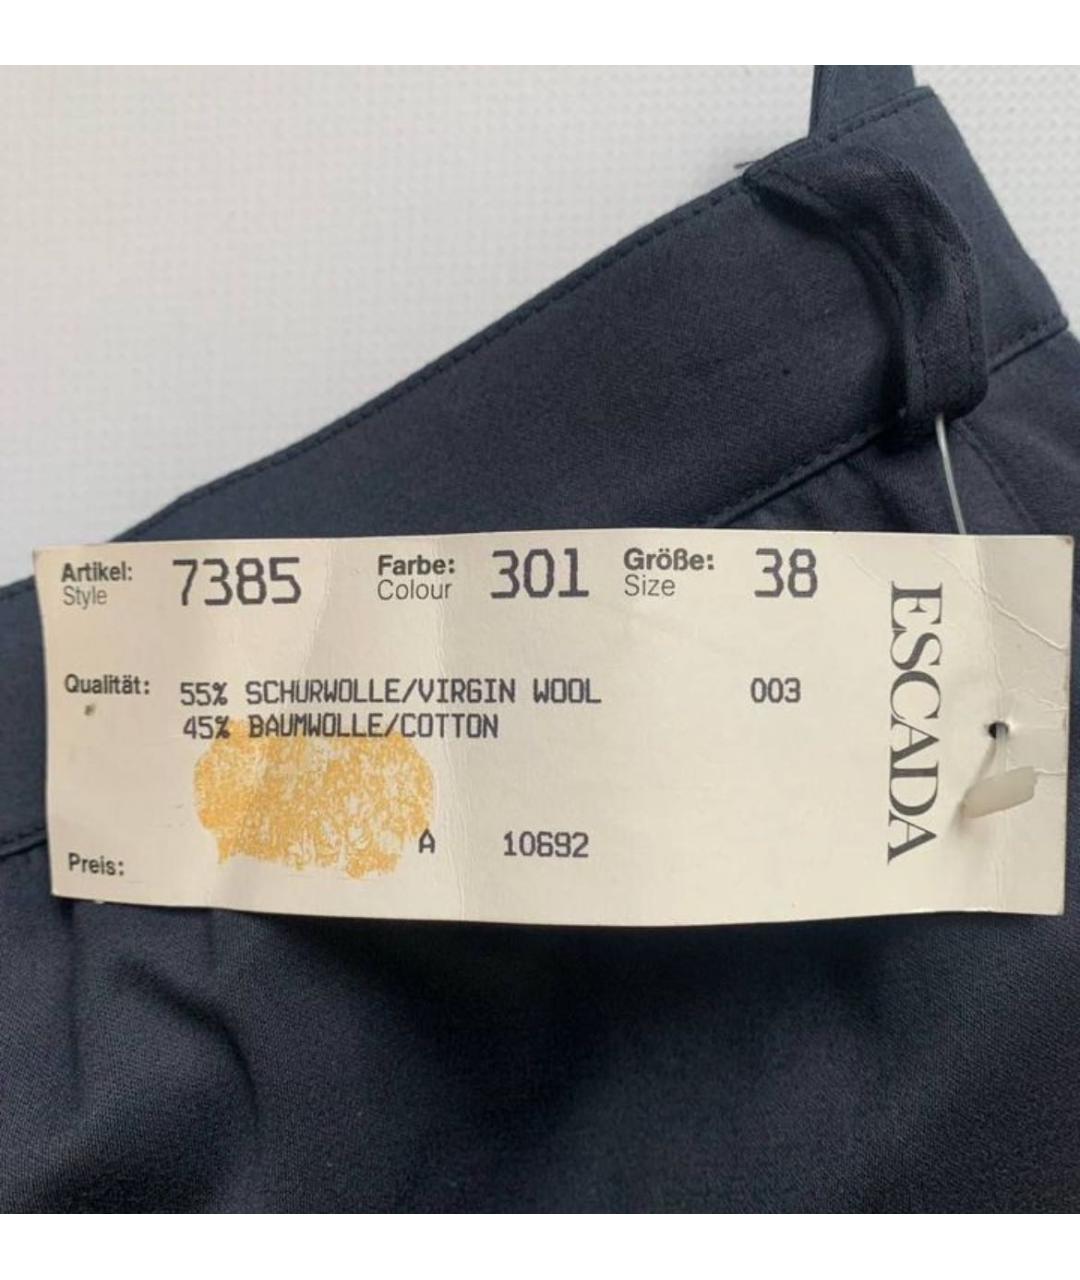 Artikel: 7385 Farbe: 301 Größe: 38
Style Colour Size
Qualität: 55% SCHURWOLLE/VIRGIN WOOL 003
45% BAUMWOLLE/COTTON
A 10692
Preis:
ESCADA